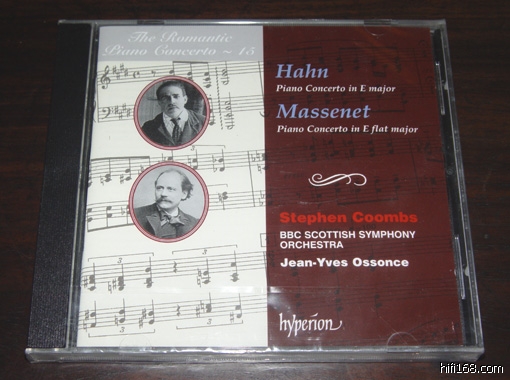 The Romantic
Piano Concerto ~ 15
Hahn
Piano Concerto in E major
Massenet
Piano Concerto in E flat major
Stephen Coombs
BBC SCOTTISH SYMPHONY
ORCHESTRA
Jean-Yves Ossonce
hyperion
hifi168.com